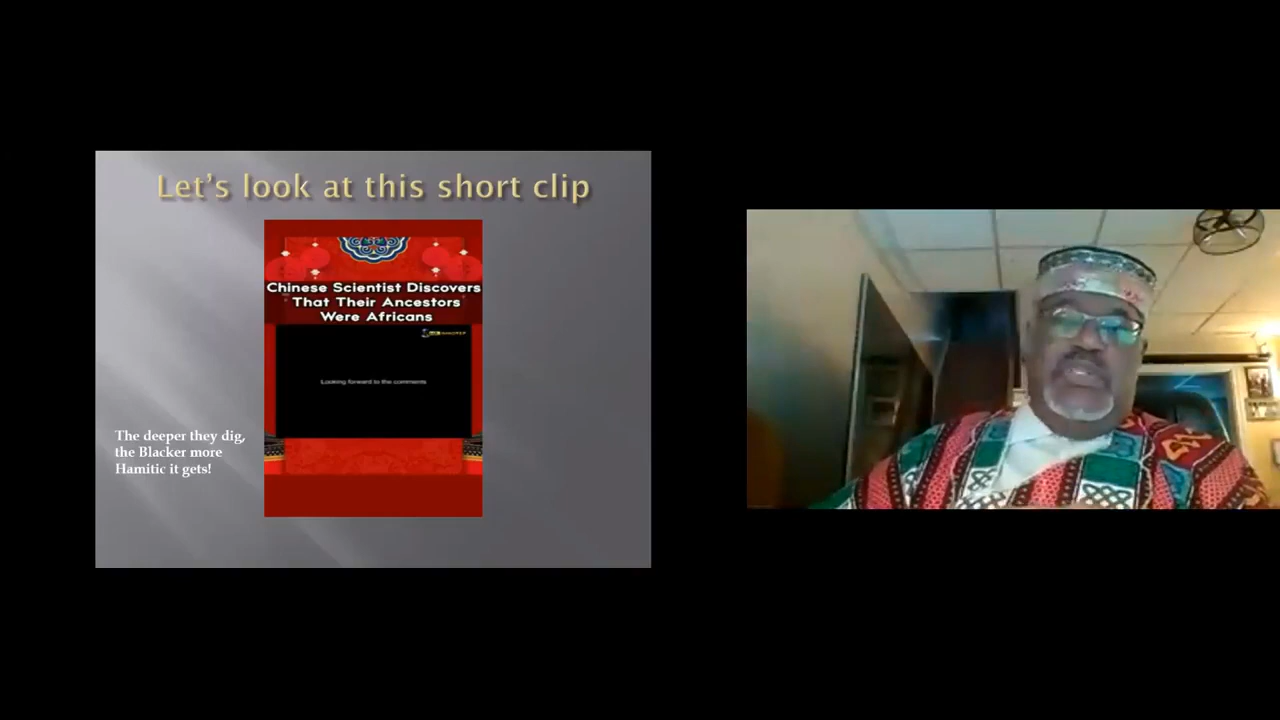 Let's look at this short clip
Chinese Scientist Discovers
That Their Ancestors
Were Africans
Looking forward to the comments
The deeper they dig,
the Blacker more
Hamitic it gets!